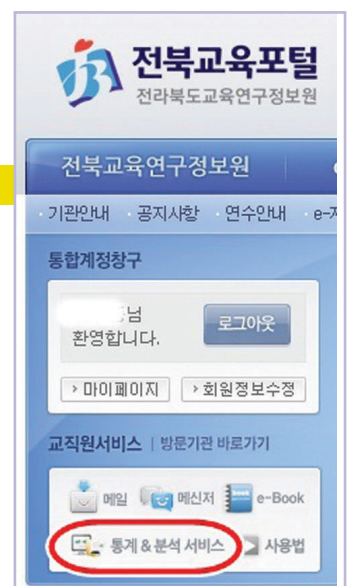 전북교육포털
전라북도교육연구정보원
전북교육연구정보원
· 기관안내 · 공지사항 · 연수안내 · e-
통합계정창구
님
환영합니다.
로그아웃
› 마이페이지 › 회원정보수정
교직원서비스 | 방문기관 바로가기
메일 메신저 e-Book
통계 & 분석 서비스 사용법